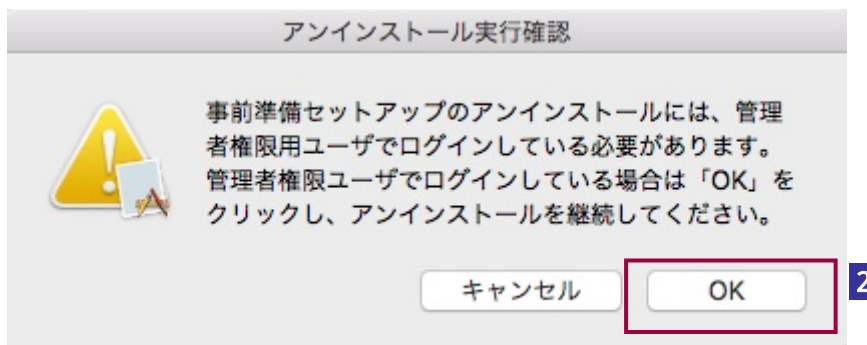 アンインストール実行確認
事前準備セットアップのアンインストールには、管理
者権限用ユーザでログインしている必要があります。
管理者権限ユーザでログインしている場合は「OK」を
クリックし、アンインストールを継続してください。
キャンセル OK 2